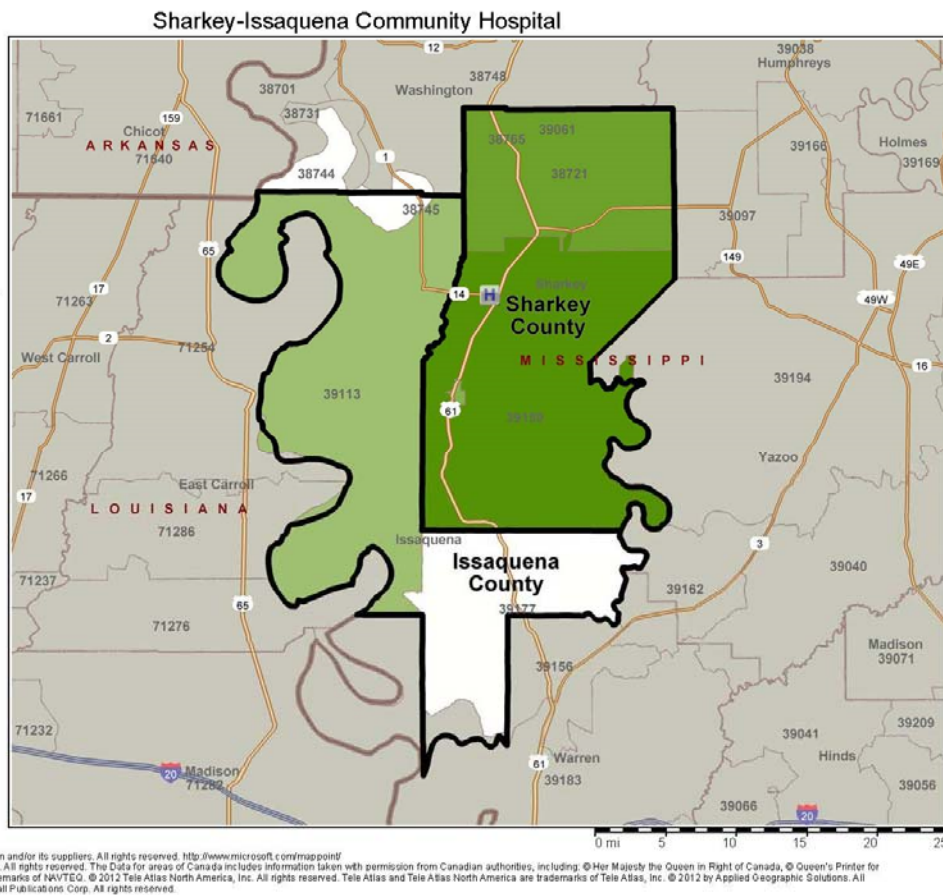 Sharkey-Issaquena Community Hospital
12
39038
Humphreys
38748
38701
Washington
71661
38731
159
Chicot
ARKANSAS
71640
39061
38765
39166
Holmes
39169
1
38744
38721
38745
39097
65
149
49E
17
71263
14
H
Sharkey
Sharkey
County
49W
2
71254
West Carroll
MISSISSIPPI
16
39113
39194
61
39159
Yazoo
71266
17
East Carroll
LOUISIANA
71286
Issaquena
Issaquena
County
3
39040
71237
65
39177
39162
71276
Madison
39071
39156
71232
39209
39041
Warren
Hinds
20
Madison
71282
61
39183
39056
39066
20
0 mi 5 10 15 20 25
n and/or its suppliers. All rights reserved. http://www.microsoft.com/mappoint/
. All rights reserved. The Data for areas of Canada includes information taken with permission from Canadian authorities, including: © Her Majesty the Queen in Right of Canada, © Queen's Printer for
emarks of NAVTEQ. © 2012 Tele Atlas North America, Inc. All rights reserved. Tele Atlas and Tele Atlas North America are trademarks of Tele Atlas, Inc. © 2012 by Applied Geographic Solutions. All
all Publications Corp. All rights reserved.